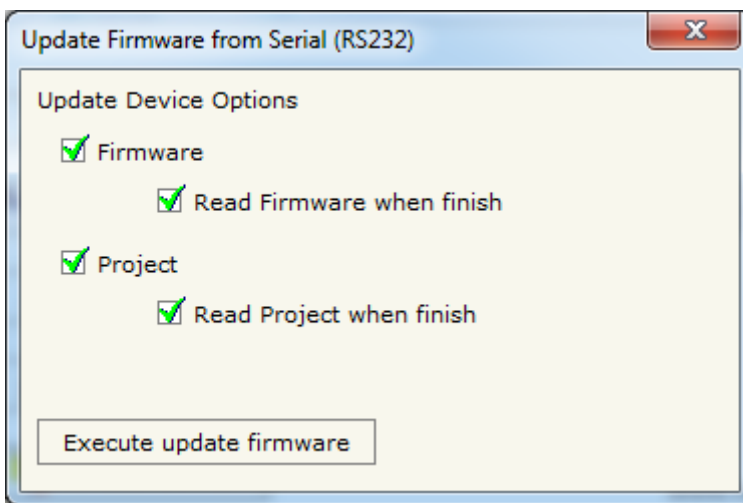 Update Firmware from Serial (RS232)
Update Device Options
Firmware
Read Firmware when finish
Project
Read Project when finish
Execute update firmware